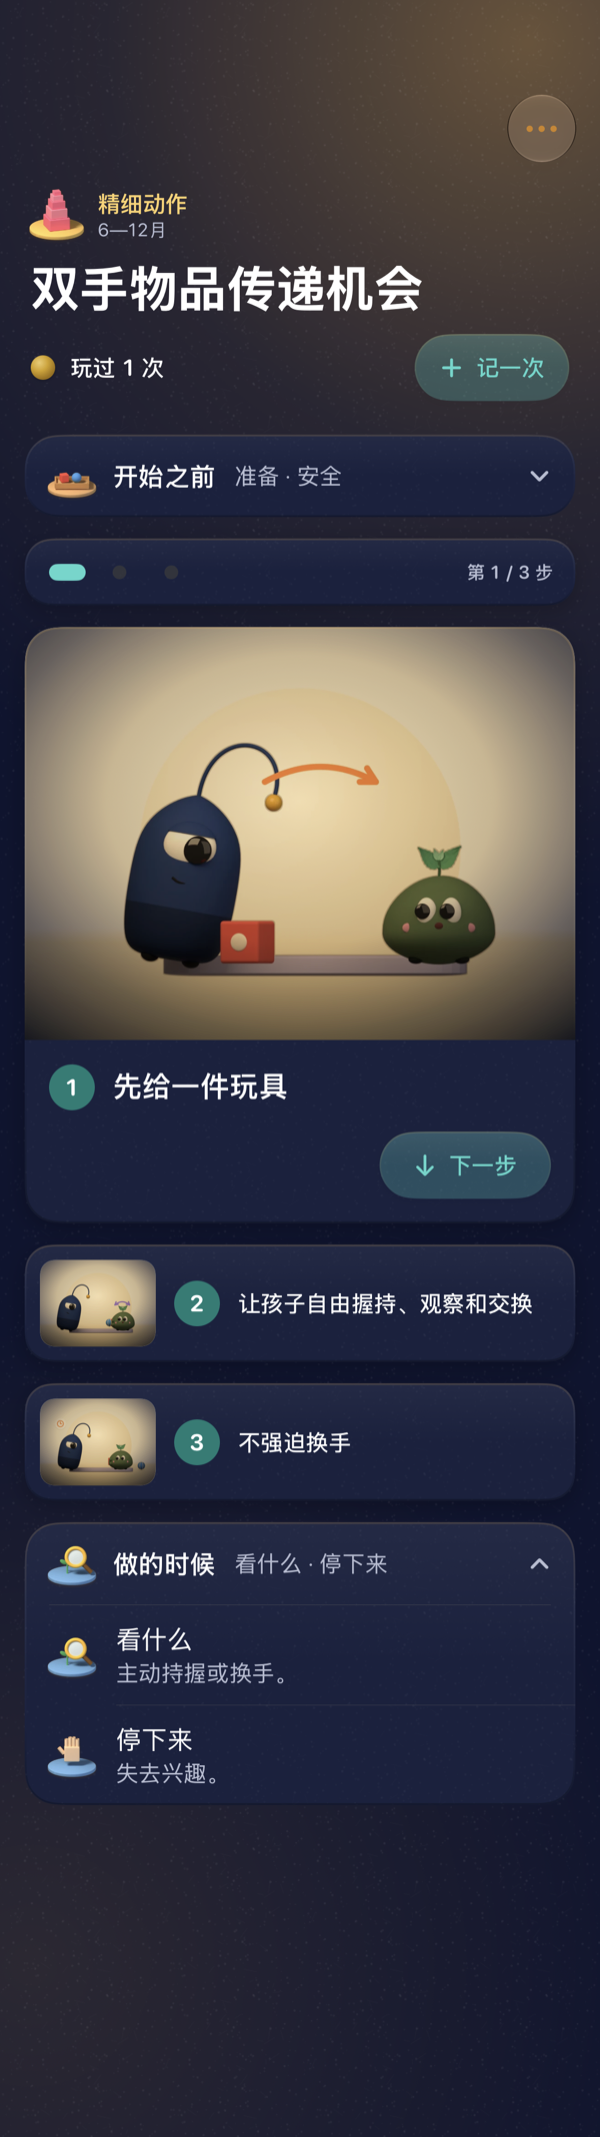 精细动作
6—12月
双手物品传递机会
玩过 1 次
记一次
开始之前 准备 · 安全
第 1 / 3 步
1 先给一件玩具
下一步
2 让孩子自由握持、观察和交换
3 不强迫换手
做的时候 看什么 · 停下来
看什么
主动持握或换手。
停下来
失去兴趣。